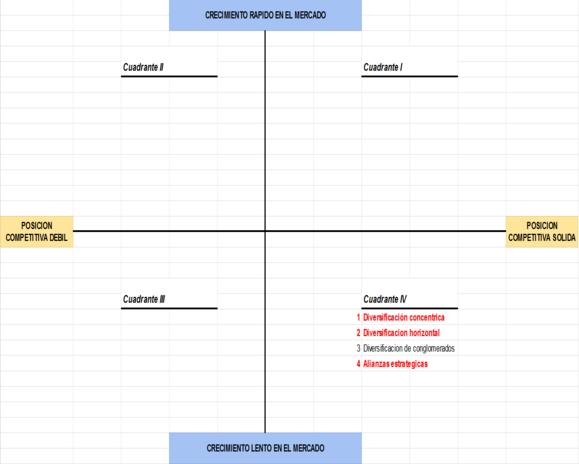 CRECIMIENTO RAPIDO EN EL MERCADO
Cuadrante II
Cuadrante I
POSICION
COMPETITIVA DEBIL
POSICION
COMPETITIVA SOLIDA
Cuadrante III
Cuadrante IV
1 Diversificación concentrica
2 Diversificacion horizontal
3 Diversificacion de conglomerados
4 Alianzas estrategicas
CRECIMIENTO LENTO EN EL MERCADO